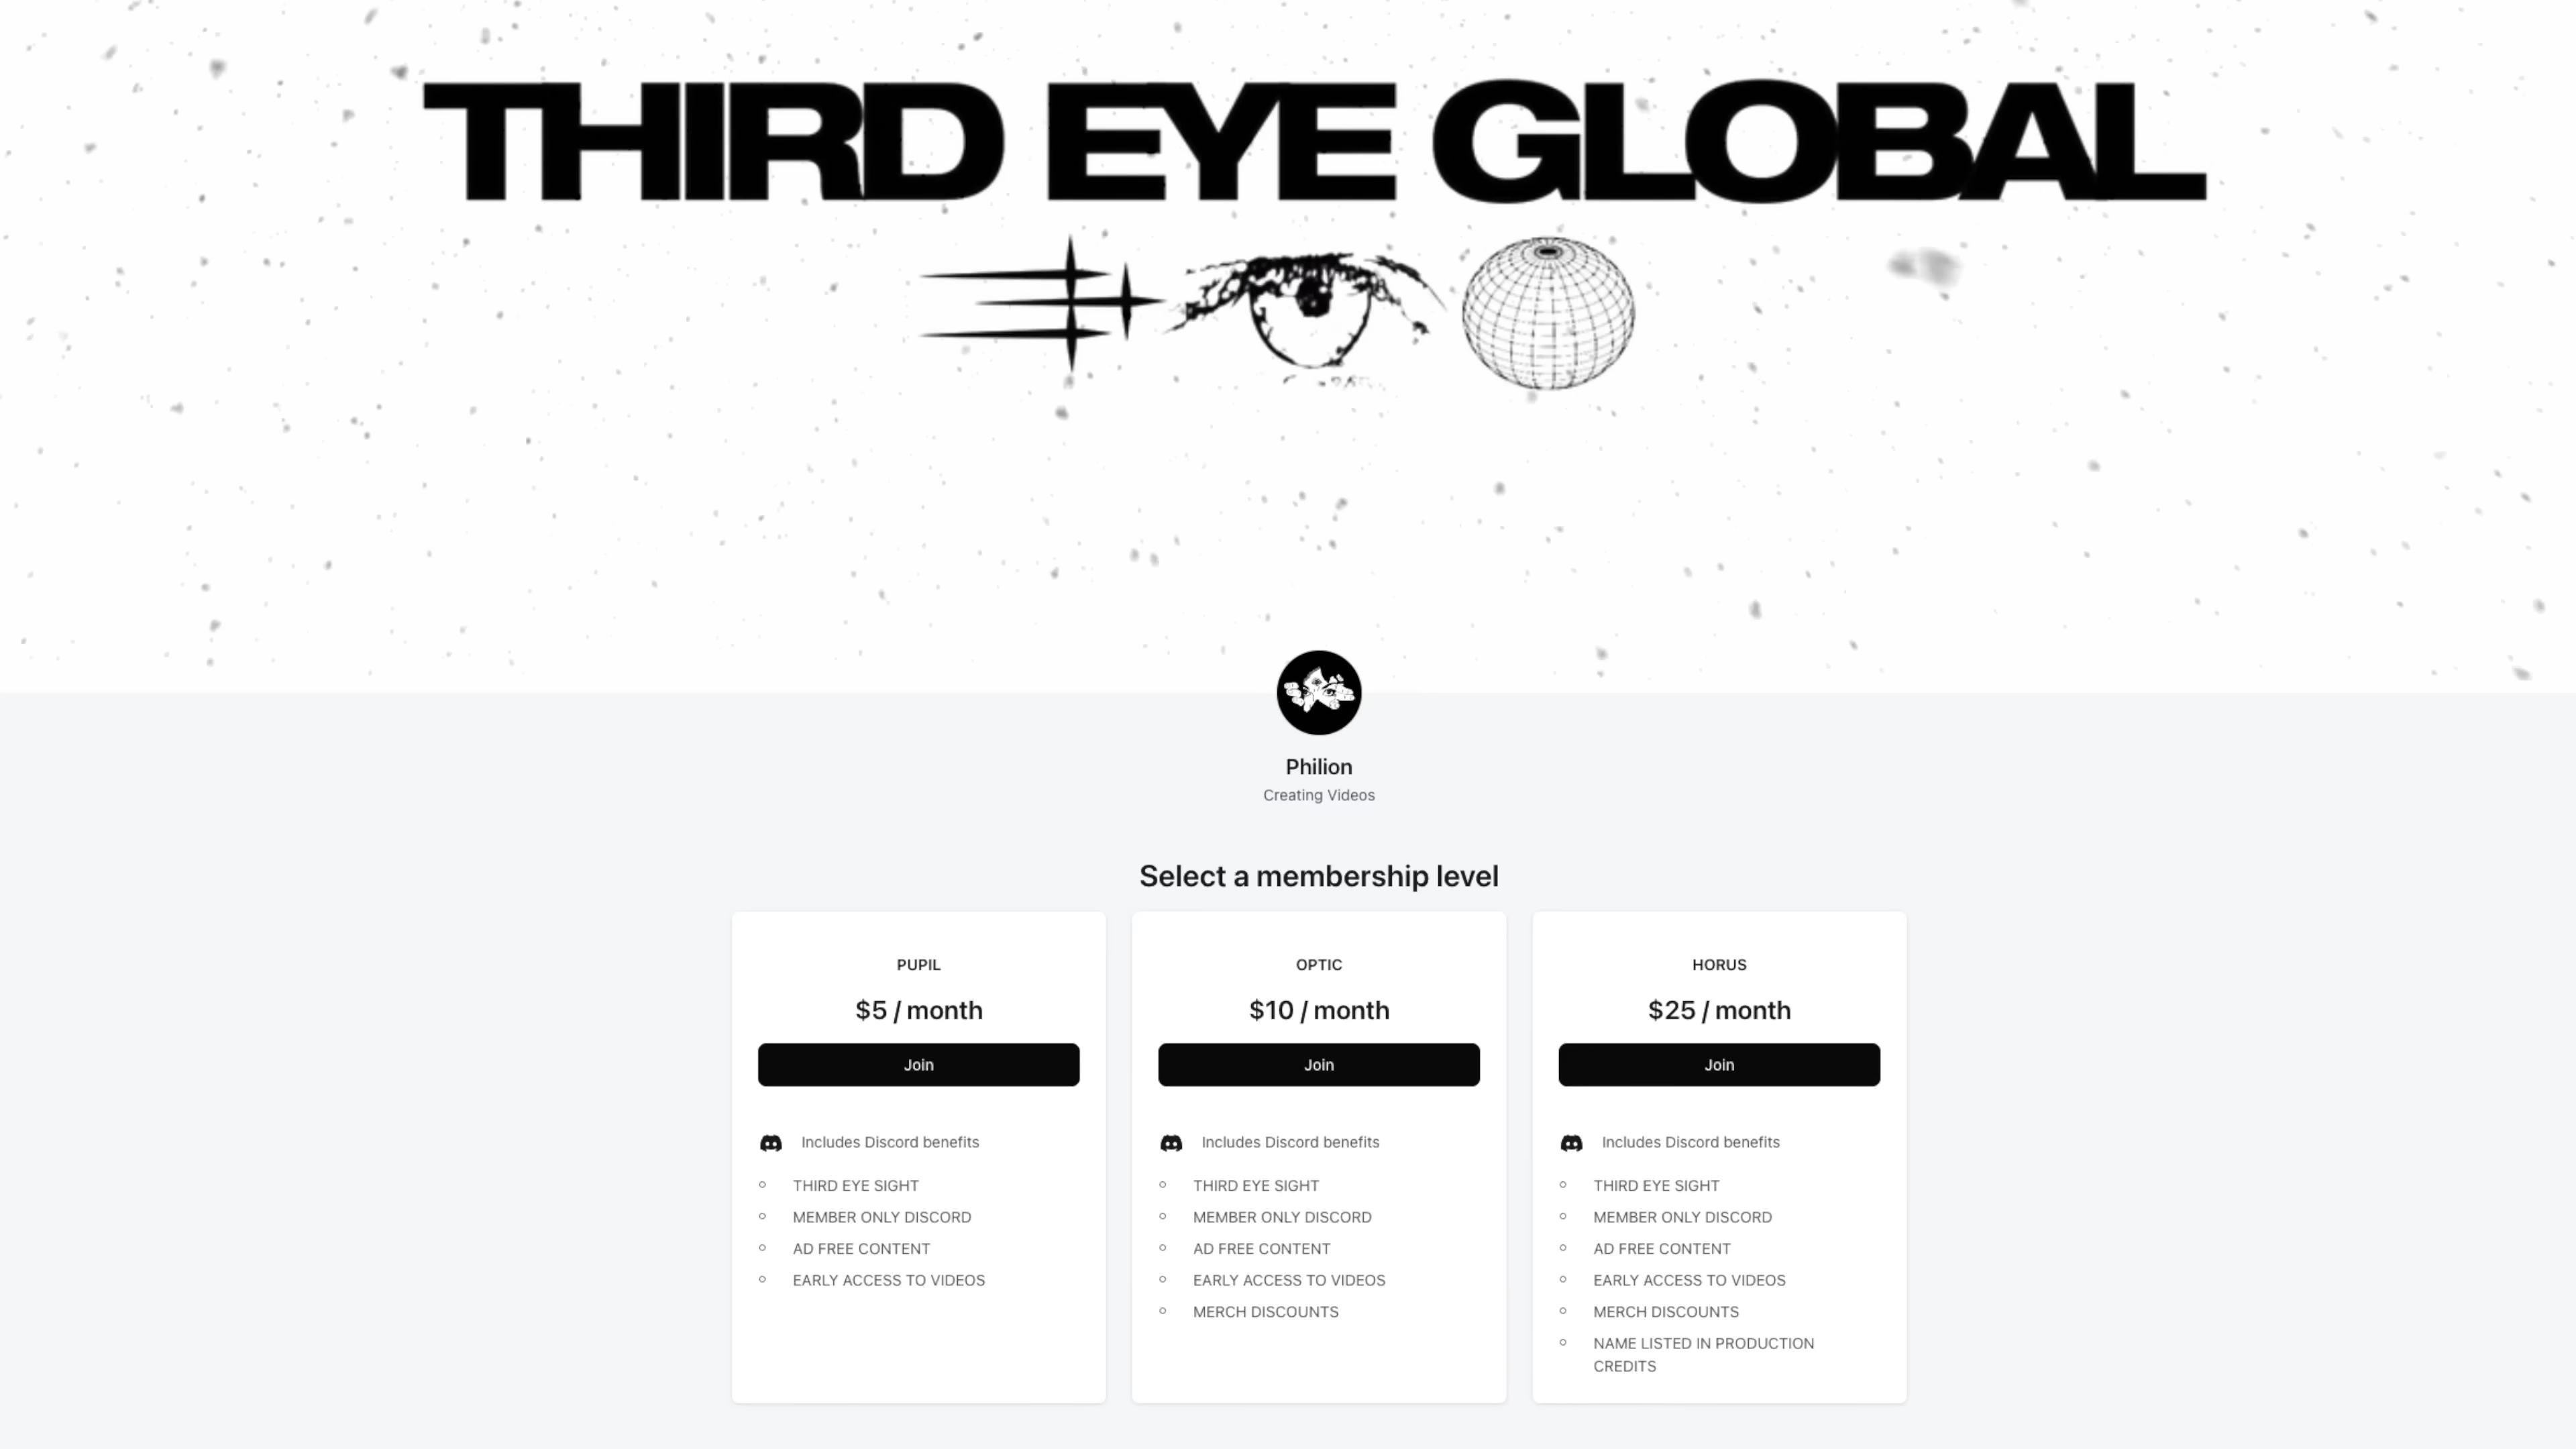 THIRD EYE GLOBAL
Philion
Creating Videos
Select a membership level
PUPIL
$5 / month
Join
Includes Discord benefits
THIRD EYE SIGHT
MEMBER ONLY DISCORD
AD FREE CONTENT
EARLY ACCESS TO VIDEOS
OPTIC
$10 / month
Join
Includes Discord benefits
THIRD EYE SIGHT
MEMBER ONLY DISCORD
AD FREE CONTENT
EARLY ACCESS TO VIDEOS
MERCH DISCOUNTS
HORUS
$25 / month
Join
Includes Discord benefits
THIRD EYE SIGHT
MEMBER ONLY DISCORD
AD FREE CONTENT
EARLY ACCESS TO VIDEOS
MERCH DISCOUNTS
NAME LISTED IN PRODUCTION
CREDITS